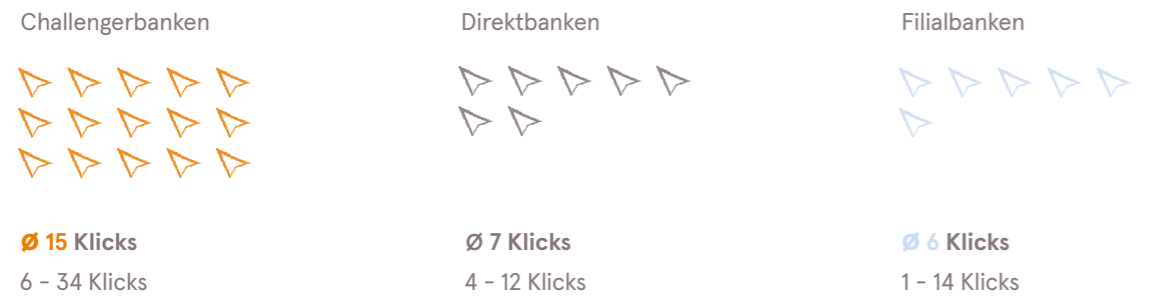 Challengerbanken
Ø 15 Klicks
6 – 34 Klicks
Direktbanken
Ø 7 Klicks
4 – 12 Klicks
Filialbanken
Ø 6 Klicks
1 – 14 Klicks